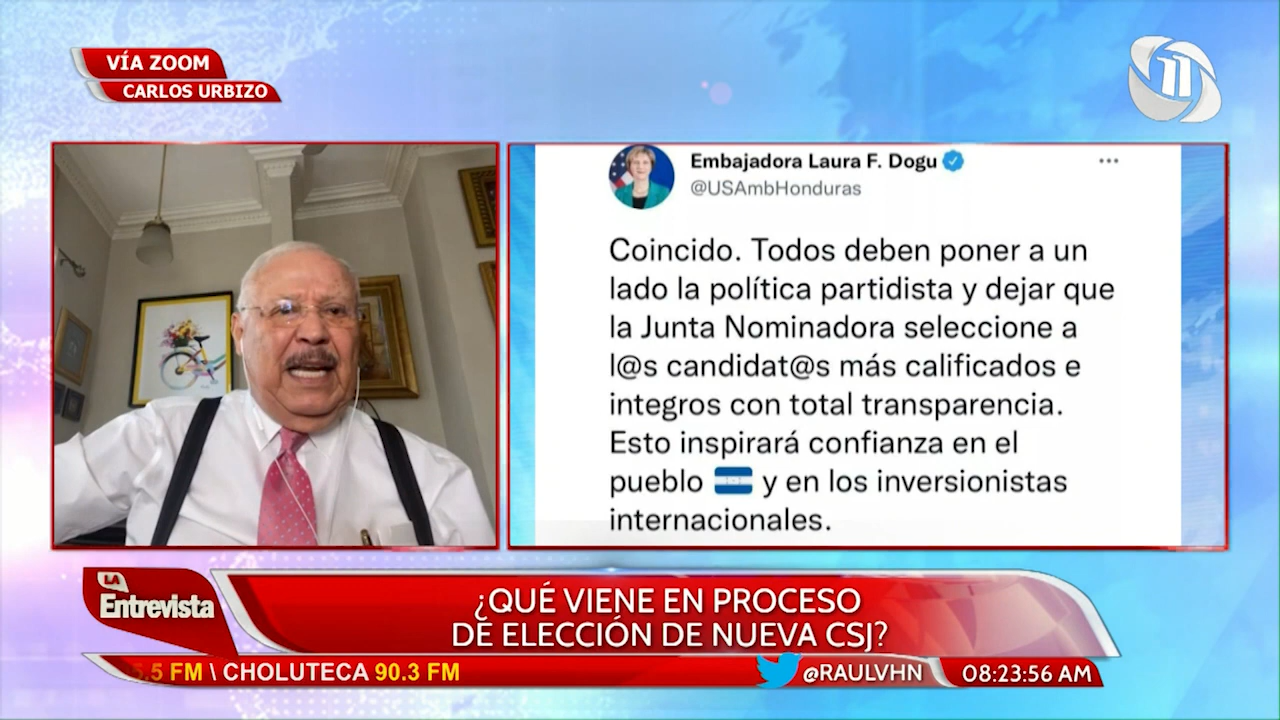 VÍA ZOOM
CARLOS URBIZO
11
Embajadora Laura F. Dogu
@USAmbHonduras
Coincido. Todos deben poner a un
lado la política partidista y dejar que
la Junta Nominadora seleccione a
l@s candidat@s más calificados e
integros con total transparencia.
Esto inspirará confianza en el
pueblo 🇭🇳 y en los inversionistas
internacionales.
LA
Entrevista
¿QUÉ VIENE EN PROCESO
DE ELECCIÓN DE NUEVA CSJ?
5.5 FM \ CHOLUTECA 90.3 FM
@RAULVHN
08:23:56 AM